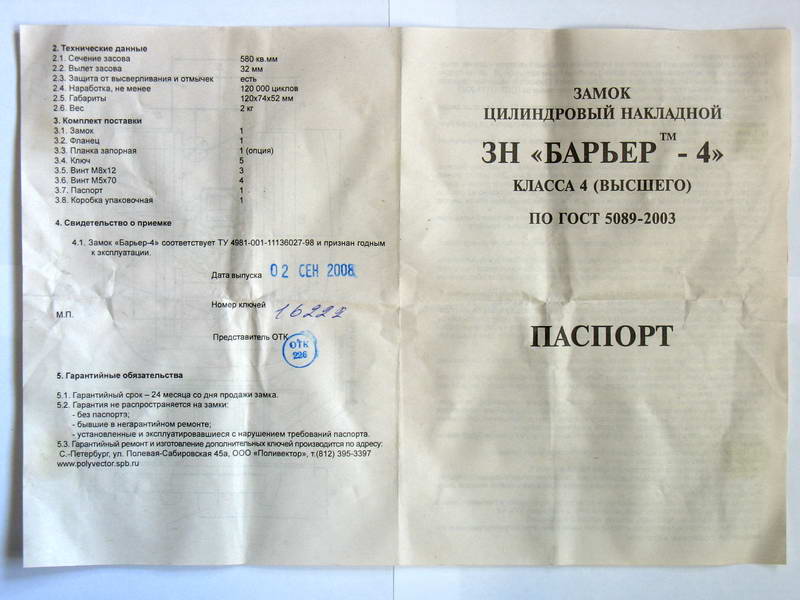 2. Технические данные
2.1. Сечение засова 580 кв.мм
2.2. Вылет засова 32 мм
2.3. Защита от высверливания и отмычек есть
2.4. Наработка, не менее 120 000 циклов
2.5. Габариты 120х74х52 мм
2.6. Вес 2 кг
3. Комплект поставки
3.1. Замок 1
3.2. Фланец 1
3.3. Планка запорная 1 (опция)
3.4. Ключ 5
3.5. Винт М8х12 3
3.6. Винт М5х70 4
3.7. Паспорт 1
3.8. Коробка упаковочная 1
4. Свидетельство о приемке
4.1. Замок «Барьер-4» соответствует ТУ 4981-001-11136027-98 и признан годным
к эксплуатации.
Дата выпуска 02 СЕН 2008
Номер ключей 16222
М.П.
Представитель ОТК
ОТК
226
5. Гарантийные обязательства
5.1. Гарантийный срок – 24 месяца со дня продажи замка.
5.2. Гарантия не распространяется на замки:
- без паспортэ;
- бывшие в негарантийном ремонте;
- установленные и эксплуатировавшиеся с нарушением требований паспорта.
5.3. Гарантийный ремонт и изготовление дополнительных ключей производится по адресу:
С.-Петербург, ул. Полевая-Сабировская 45а, ООО «Поливектор», т.(812) 395-3397
www.polyvector.spb.ru
ЗАМОК
ЦИЛИНДРОВЫЙ НАКЛАДНОЙ
ЗН «БАРЬЕР™ - 4»
КЛАССА 4 (ВЫСШЕГО)
ПО ГОСТ 5089-2003
ПАСПОРТ